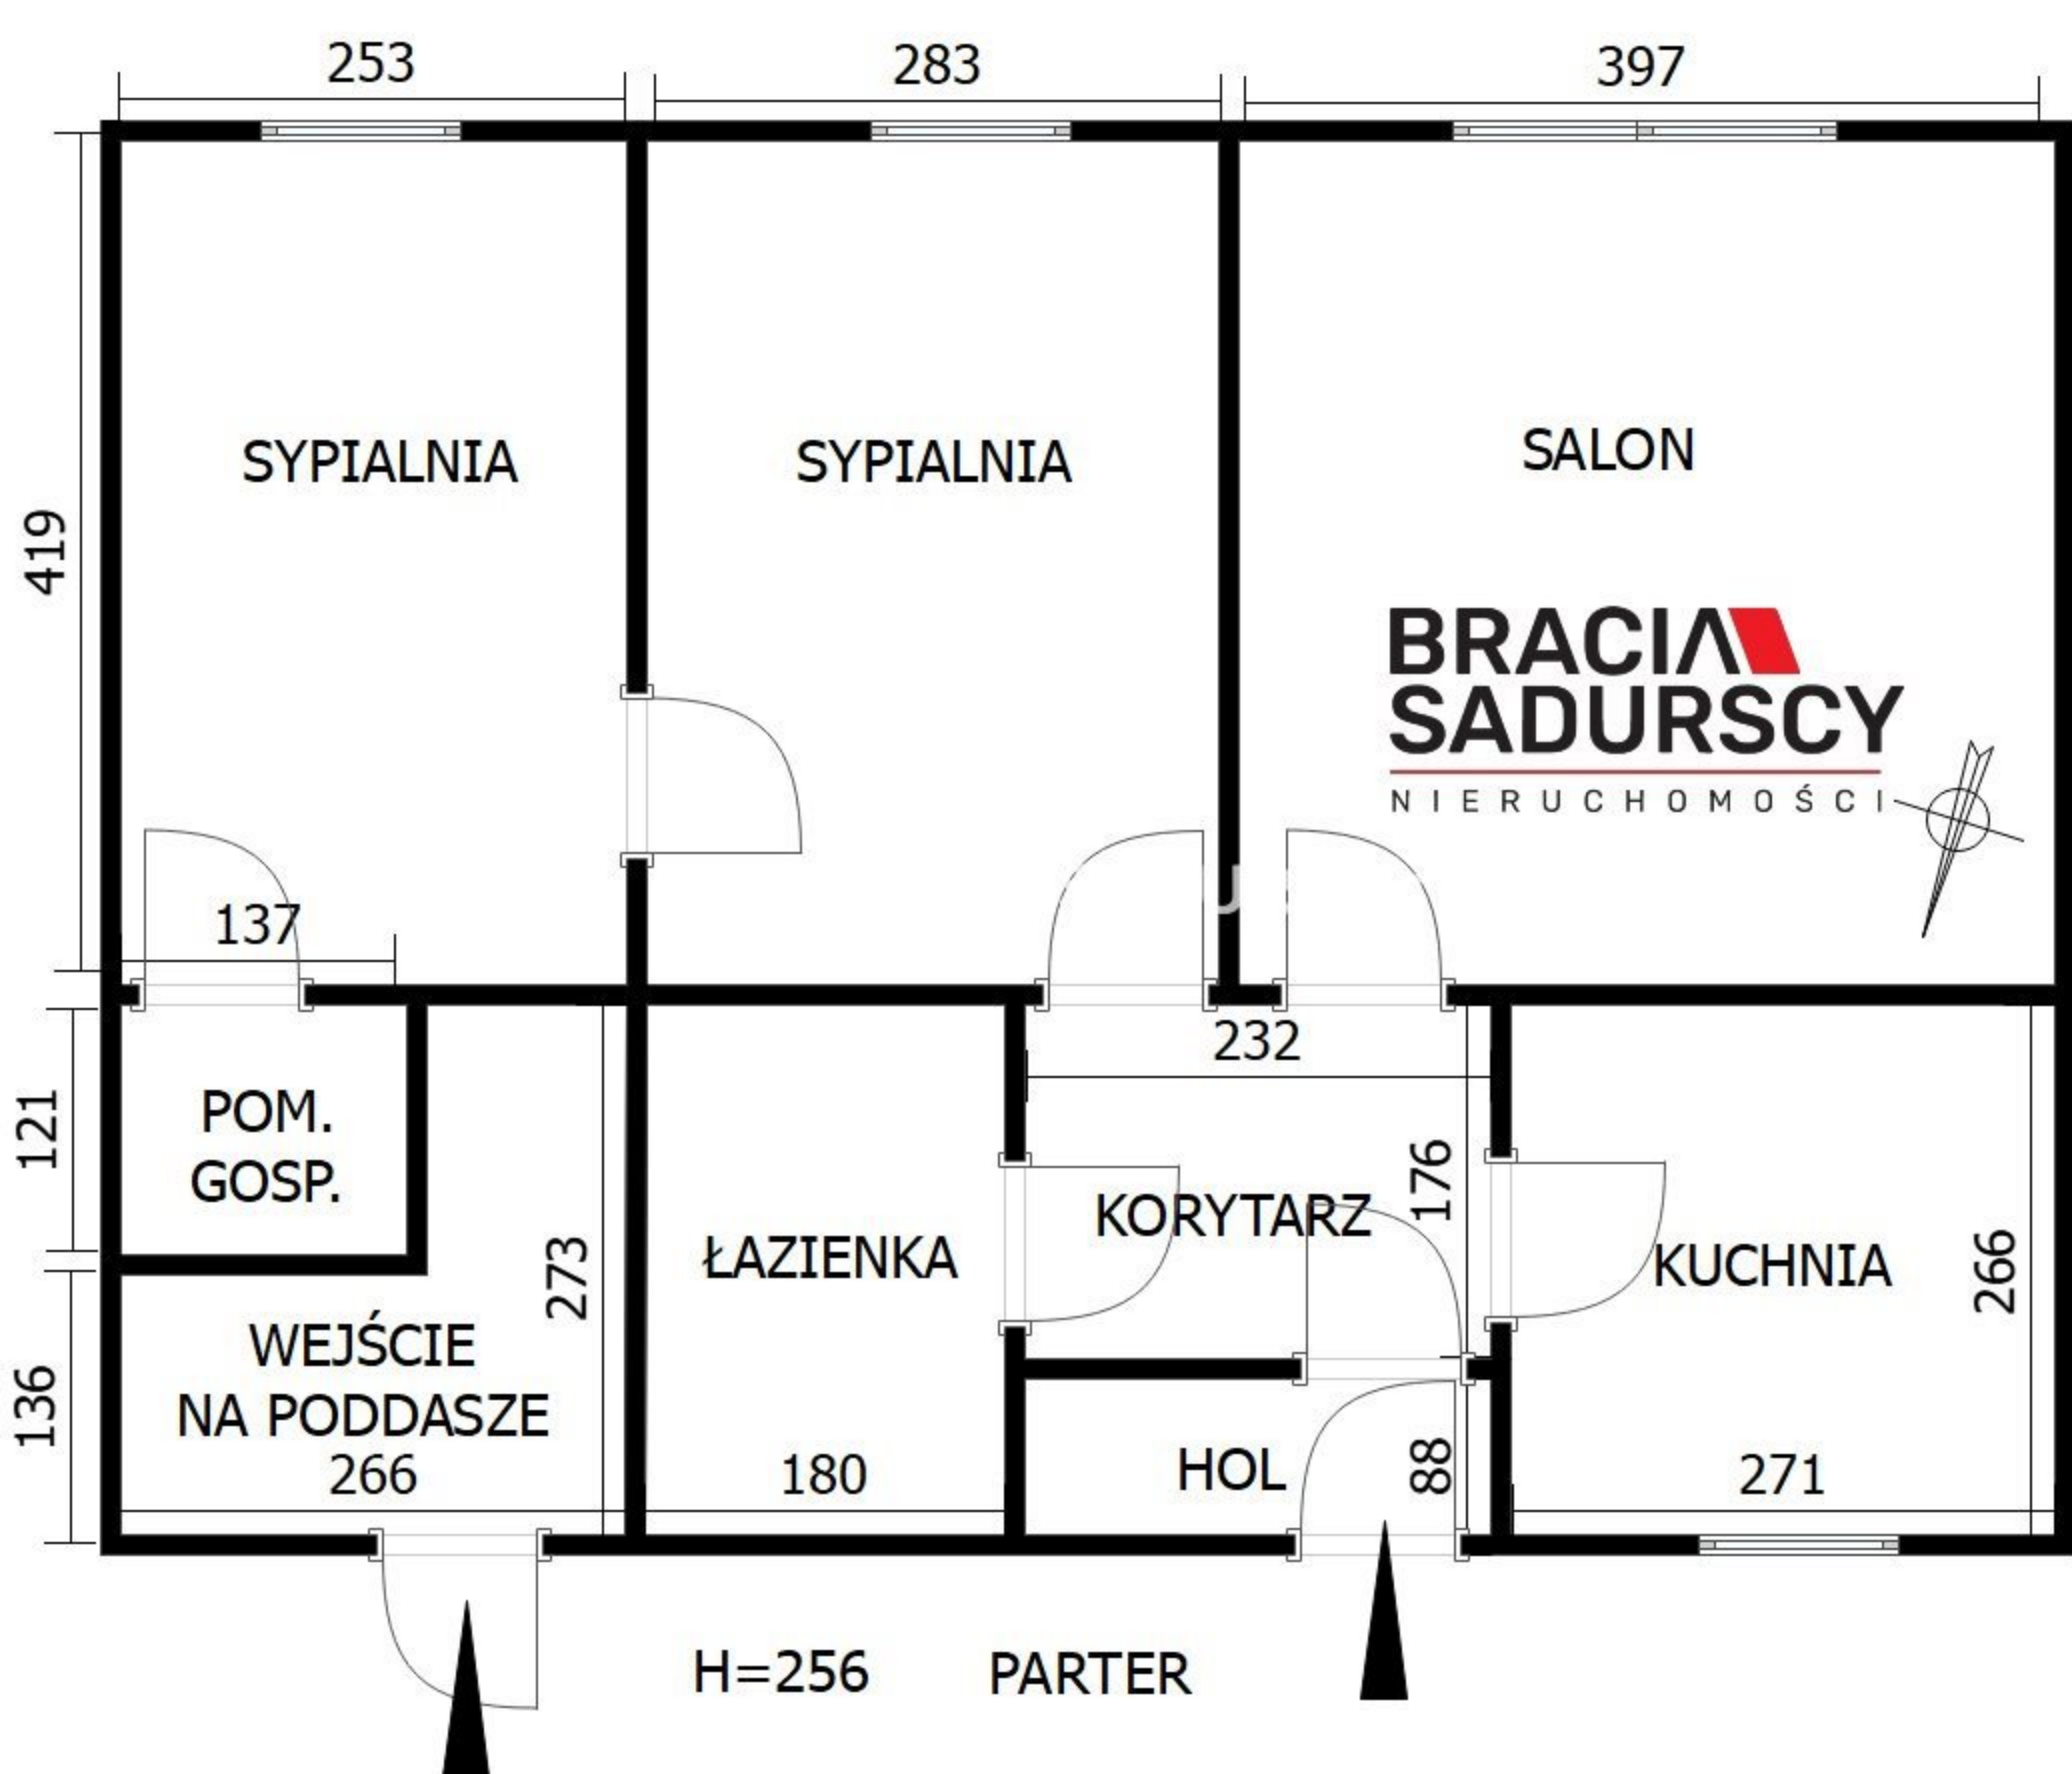 253
283
397
SYPIALNIA
SYPIALNIA
SALON
419
BRACIA
SADURSCY
NIERUCHOMOŚCI
137
232
121
POM.
GOSP.
176
KORYTARZ
273
ŁAZIENKA
KUCHNIA
266
WEJŚCIE
NA PODDASZE
136
266
180
HOL
88
271
H=256
PARTER